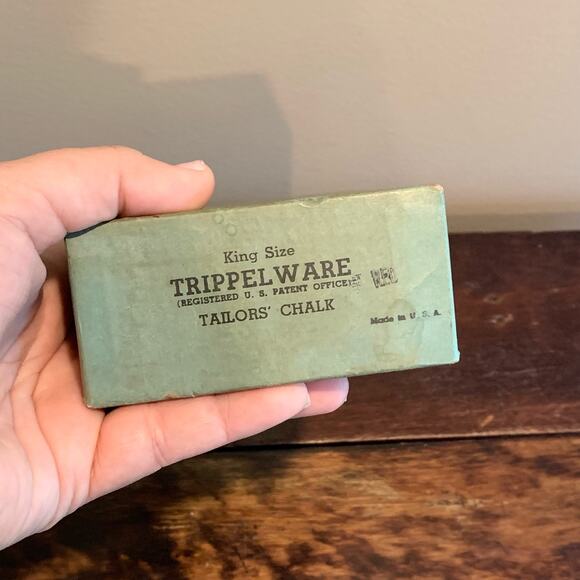 King Size
TRIPPELWARE
(REGISTERED U. S. PATENT OFFICE)
TAILORS' CHALK
Made in U. S. A.